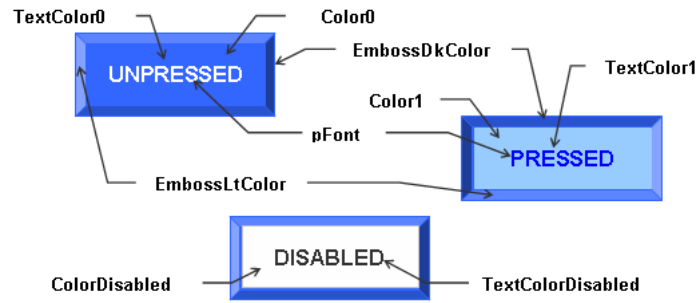 TextColor0
Color0
UNPRESSED
EmbossDkColor
TextColor1
Color1
pFont
PRESSED
EmbossLtColor
DISABLED
ColorDisabled
TextColorDisabled